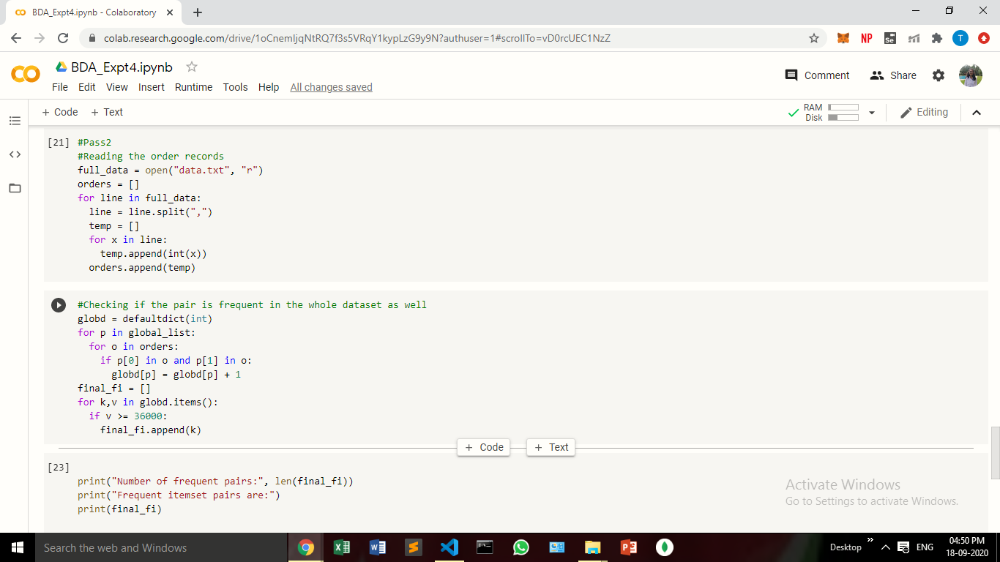 BDA_Expt4.ipynb - Colaboratory
colab.research.google.com/drive/1oCnemIjqNtRQ7f3s5VRqY1kypLzG9y9N?authuser=1#scrollTo=vD0rcUEC1NzZ
NP
Se
T
BDA_Expt4.ipynb
File Edit View Insert Runtime Tools Help All changes saved
Comment Share
+ Code + Text
RAM
Disk
Editing
[21] #Pass2
#Reading the order records
full_data = open("data.txt", "r")
orders = []
for line in full_data:
  line = line.split(",")
  temp = []
  for x in line:
    temp.append(int(x))
  orders.append(temp)
#Checking if the pair is frequent in the whole dataset as well
globd = defaultdict(int)
for p in global_list:
  for o in orders:
    if p[0] in o and p[1] in o:
      globd[p] = globd[p] + 1
final_fi = []
for k,v in globd.items():
  if v >= 36000:
    final_fi.append(k)
+ Code + Text
[23]
print("Number of frequent pairs:", len(final_fi))
print("Frequent itemset pairs are:")
print(final_fi)
Activate Windows
Go to Settings to activate Windows.
Search the web and Windows
Desktop
ENG
04:50 PM
18-09-2020